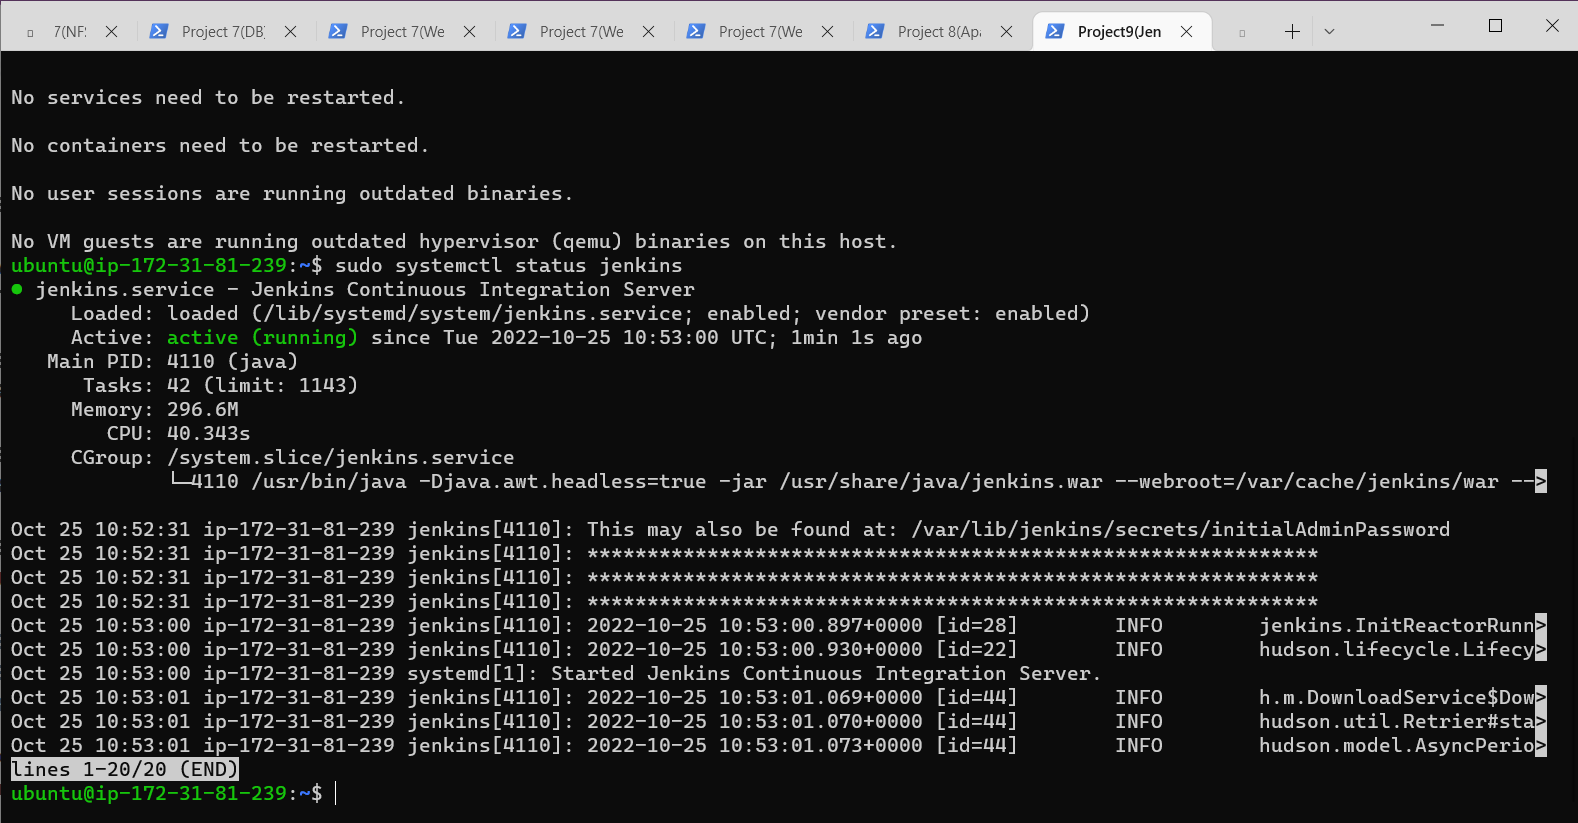 7(NF:
Project 7(DB)
Project 7(We
Project 7(We
Project 7(We
Project 8(Apa
Project9(Jen
No services need to be restarted.
No containers need to be restarted.
No user sessions are running outdated binaries.
No VM guests are running outdated hypervisor (qemu) binaries on this host.
ubuntu@ip-172-31-81-239:~$ sudo systemctl status jenkins
● jenkins.service - Jenkins Continuous Integration Server
Loaded: loaded (/lib/systemd/system/jenkins.service; enabled; vendor preset: enabled)
Active: active (running) since Tue 2022-10-25 10:53:00 UTC; 1min 1s ago
Main PID: 4110 (java)
Tasks: 42 (limit: 1143)
Memory: 296.6M
CPU: 40.343s
CGroup: /system.slice/jenkins.service
└─4110 /usr/bin/java -Djava.awt.headless=true -jar /usr/share/java/jenkins.war --webroot=/var/cache/jenkins/war -->
Oct 25 10:52:31 ip-172-31-81-239 jenkins[4110]: This may also be found at: /var/lib/jenkins/secrets/initialAdminPassword
Oct 25 10:52:31 ip-172-31-81-239 jenkins[4110]: *************************************************************
Oct 25 10:52:31 ip-172-31-81-239 jenkins[4110]: *************************************************************
Oct 25 10:52:31 ip-172-31-81-239 jenkins[4110]: *************************************************************
Oct 25 10:53:00 ip-172-31-81-239 jenkins[4110]: 2022-10-25 10:53:00.897+0000 [id=28] INFO jenkins.InitReactorRunn>
Oct 25 10:53:00 ip-172-31-81-239 jenkins[4110]: 2022-10-25 10:53:00.930+0000 [id=22] INFO hudson.lifecycle.Lifecy>
Oct 25 10:53:00 ip-172-31-81-239 systemd[1]: Started Jenkins Continuous Integration Server.
Oct 25 10:53:01 ip-172-31-81-239 jenkins[4110]: 2022-10-25 10:53:01.069+0000 [id=44] INFO h.m.DownloadService$Dow>
Oct 25 10:53:01 ip-172-31-81-239 jenkins[4110]: 2022-10-25 10:53:01.070+0000 [id=44] INFO hudson.util.Retrier#sta>
Oct 25 10:53:01 ip-172-31-81-239 jenkins[4110]: 2022-10-25 10:53:01.073+0000 [id=44] INFO hudson.model.AsyncPerio>
lines 1-20/20 (END)
ubuntu@ip-172-31-81-239:~$